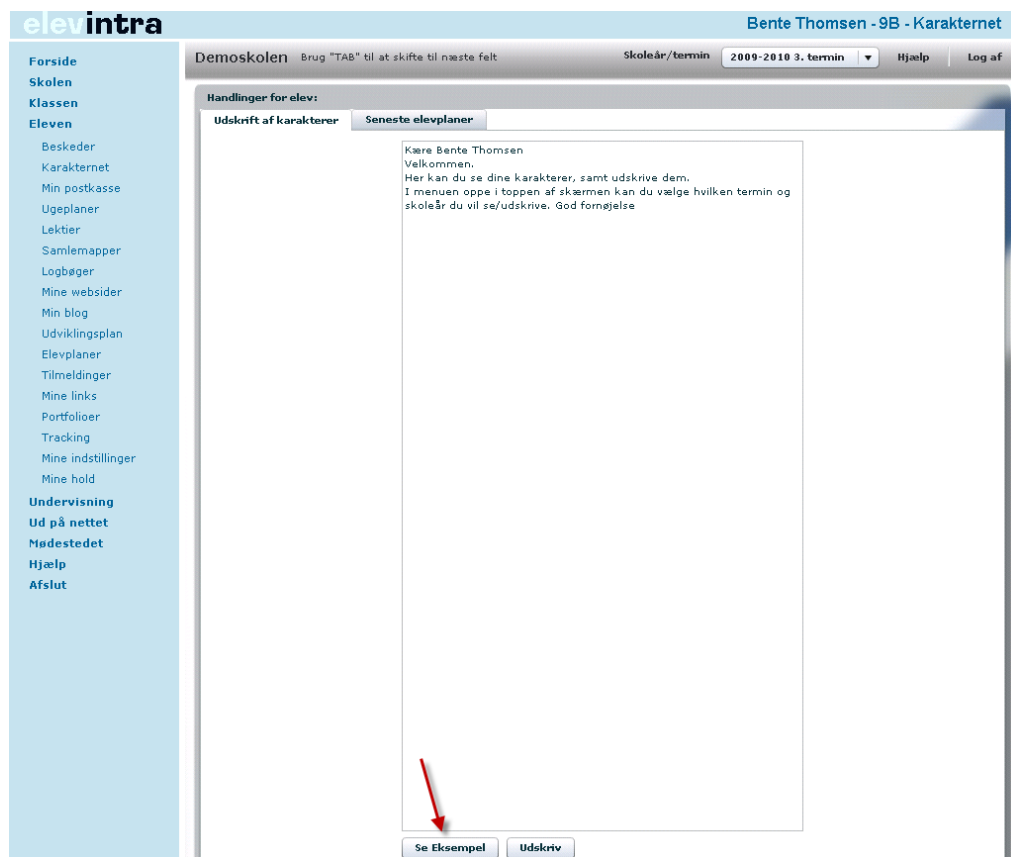 elevintra
Bente Thomsen - 9B - Karakternet
Forside
Skolen
Klassen
Eleven
Beskeder
Karakternet
Min postkasse
Ugeplaner
Lektier
Samlemapper
Logbøger
Mine websider
Min blog
Udviklingsplan
Elevplaner
Tilmeldinger
Mine links
Portfolioer
Tracking
Mine indstillinger
Mine hold
Undervisning
Ud på nettet
Mødestedet
Hjælp
Afslut
Demoskolen Brug "TAB" til at skifte til næste felt Skoleår/termin 2009-2010 3. termin Hjælp Log af
Handlinger for elev:
Udskrift af karakterer Seneste elevplaner
Kære Bente Thomsen
Velkommen.
Her kan du se dine karakterer, samt udskrive dem.
I menuen oppe i toppen af skærmen kan du vælge hvilken termin og
skoleår du vil se/udskrive. God fornøjelse
Se Eksempel Udskriv